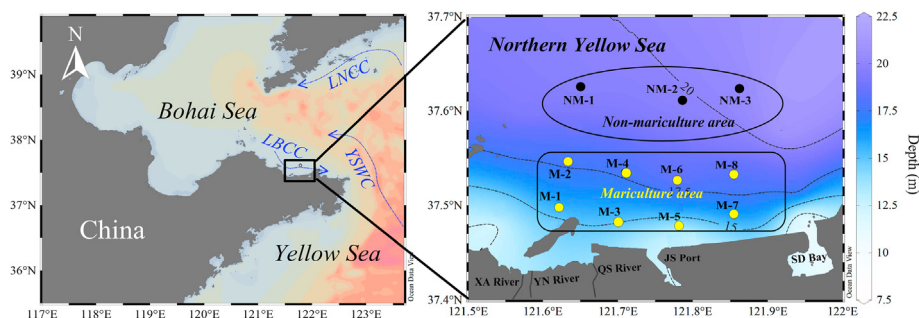 N
LNCC
Bohai Sea
LBCC
YSWC
China
Yellow Sea
39°N
38°N
37°N
36°N
117°E 118°E 119°E 120°E 121°E 122°E 123°E
Ocean Data View
Northern Yellow Sea
20
NM-1
NM-2
NM-3
Non-mariculture area
M-2
M-4
M-6
M-8
17.5
Mariculture area
M-1
M-3
M-5
M-7
15
XA River
YN River
QS River
JS Port
SD Bay
37.7°N
37.6°N
37.5°N
37.4°N
121.5°E 121.6°E 121.7°E 121.8°E 121.9°E 122°E
Ocean Data View
22.5
20
17.5
15
12.5
10
7.5
Depth (m)